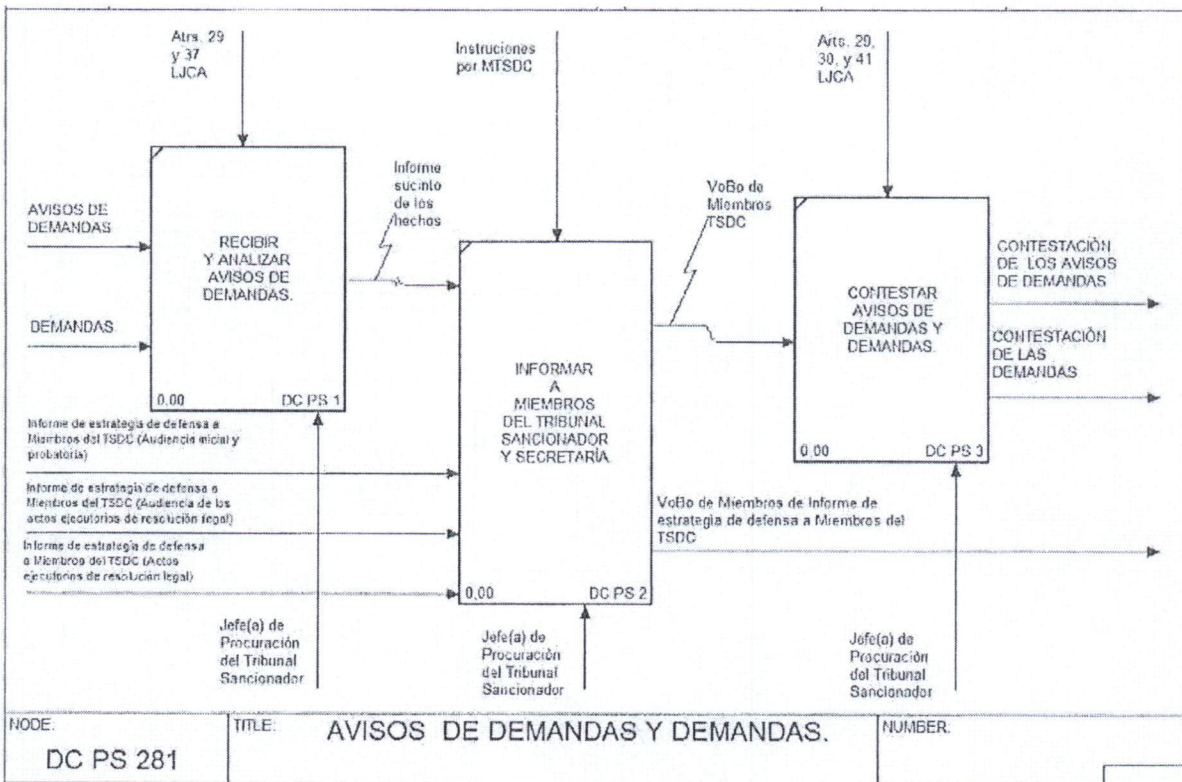 Atrs. 29
y 37
LJCA
Instruciones
por MTSDC
Arts. 29,
30, y 41
LJCA
AVISOS DE
DEMANDAS
DEMANDAS
RECIBIR
Y ANALIZAR
AVISOS DE
DEMANDAS.
0,00
DC PS 1
Informe
sucinto
de los
hechos
VoBo de
Miembros
TSDC
INFORMAR
A
MIEMBROS
DEL TRIBUNAL
SANCIONADOR
Y SECRETARÍA
0,00
DC PS 2
CONTESTAR
AVISOS DE
DEMANDAS Y
DEMANDAS.
0,00
DC PS 3
CONTESTACIÓN
DE LOS AVISOS
DE DEMANDAS
CONTESTACIÓN
DE LAS
DEMANDAS
Informe de estrategia de defensa a
Miembros del TSDC (Audiencia inicial y
probatoria)
Informe de estrategia de defensa a
Miembros del TSDC (Audiencia de los
actos ejecutorios de resolución legal)
Informe de estrategia de defensa
a Miembros del TSDC (Actos
ejecutorios de resolución legal)
VoBo de Miembros de Informe de
estrategia de defensa a Miembros del
TSDC
Jefe(a) de
Procuración
del Tribunal
Sancionador
Jefe(a) de
Procuración
del Tribunal
Sancionador
Jefe(a) de
Procuración
del Tribunal
Sancionador
NODE:
DC PS 281
TITLE:
AVISOS DE DEMANDAS Y DEMANDAS.
NUMBER: